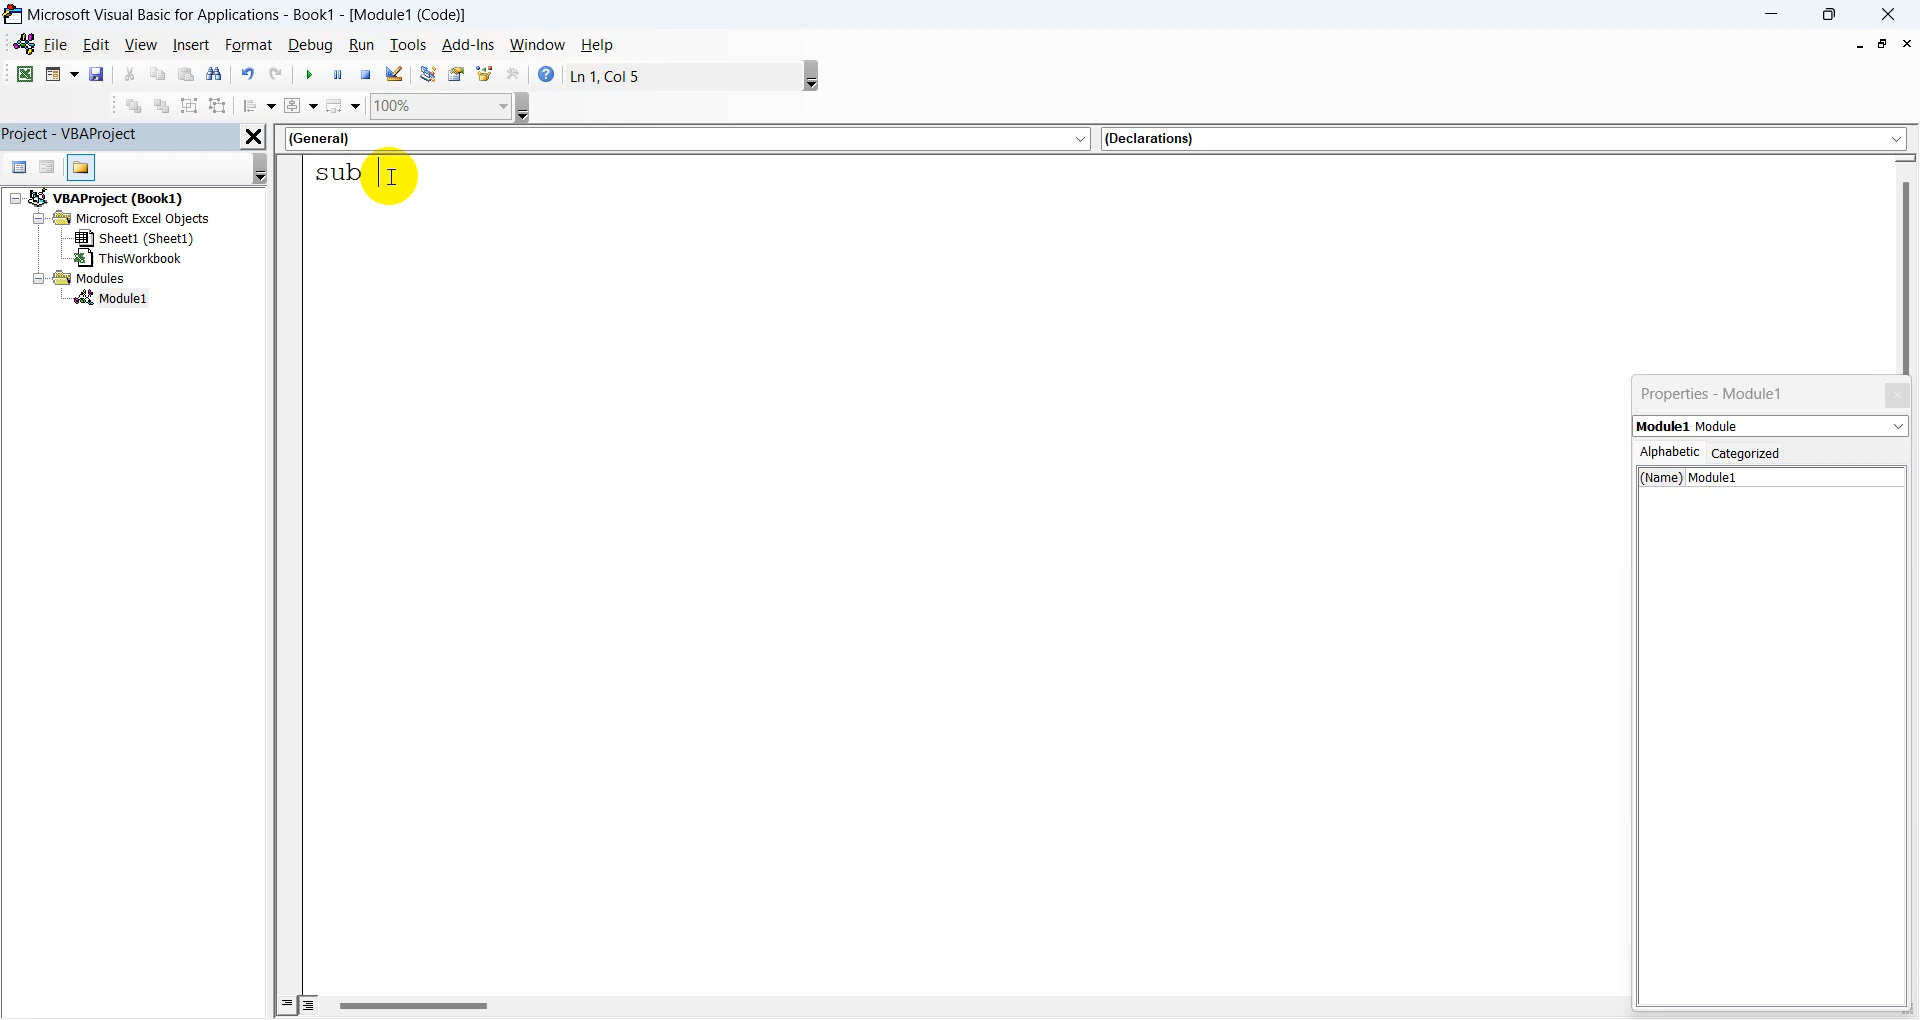 Microsoft Visual Basic for Applications - Book1 - [Module1 (Code)]
File Edit View Insert Format Debug Run Tools Add-Ins Window Help
Ln 1, Col 5
100%
Project - VBAProject
(General) (Declarations)
sub
VBAProject (Book1)
Microsoft Excel Objects
Sheet1 (Sheet1)
ThisWorkbook
Modules
Module1
Properties - Module1
Module1 Module
Alphabetic Categorized
(Name) Module1